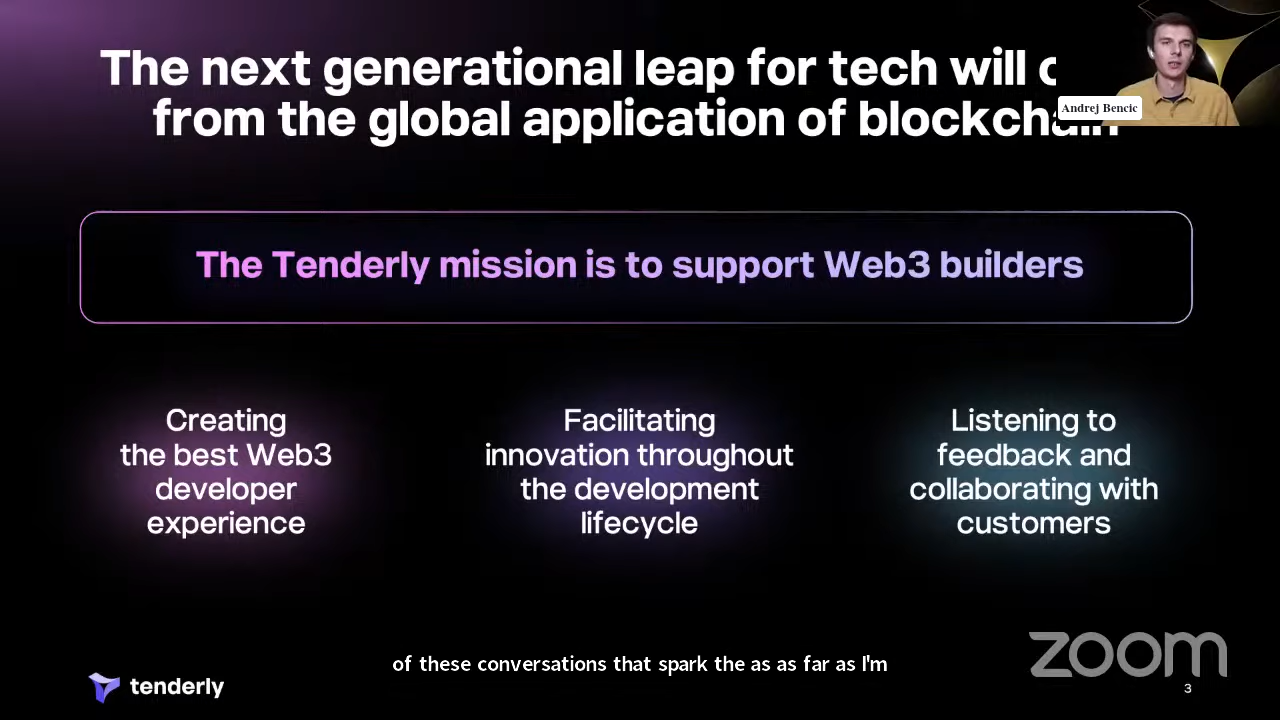 The next generational leap for tech will
from the global application of blockchain
Andrej Bencic
The Tenderly mission is to support Web3 builders
Creating
the best Web3
developer
experience
Facilitating
innovation throughout
the development
lifecycle
Listening to
feedback and
collaborating with
customers
of these conversations that spark the as as far as I'm
zoom
tenderly
3